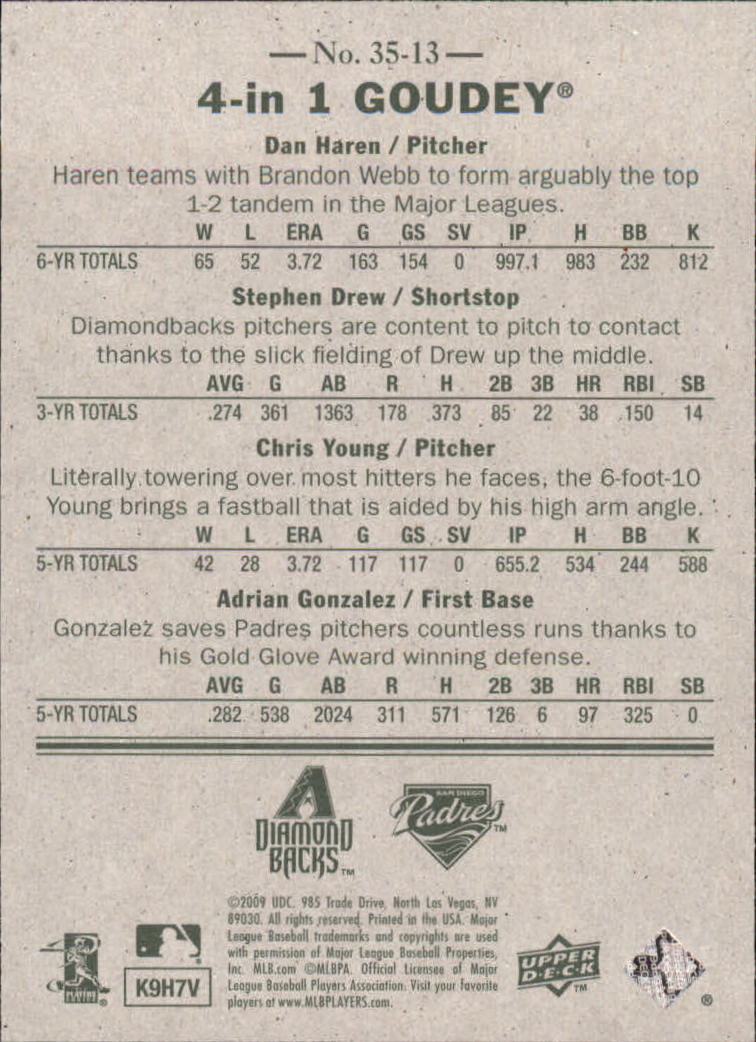 — No. 35-13 —
4-in 1 GOUDEY®
Dan Haren / Pitcher
Haren teams with Brandon Webb to form arguably the top
1-2 tandem in the Major Leagues.
W L ERA G GS SV IP H BB K
6-YR TOTALS 65 52 3.72 163 154 0 997.1 983 232 812
Stephen Drew / Shortstop
Diamondbacks pitchers are content to pitch to contact
thanks to the slick fielding of Drew up the middle.
AVG G AB R H 2B 3B HR RBI SB
3-YR TOTALS .274 361 1363 178 373 85 22 38 150 14
Chris Young / Pitcher
Literally towering over most hitters he faces, the 6-foot-10
Young brings a fastball that is aided by his high arm angle.
W L ERA G GS SV IP H BB K
5-YR TOTALS 42 28 3.72 117 117 0 655.2 534 244 588
Adrian Gonzalez / First Base
Gonzalez saves Padres pitchers countless runs thanks to
his Gold Glove Award winning defense.
AVG G AB R H 2B 3B HR RBI SB
5-YR TOTALS .282 538 2024 311 571 126 6 97 325 0
DIAMOND
BACKS TM
SAN DIEGO
Padres TM
©2009 UDC. 985 Trade Drive, North Las Vegas, NV
89030. All rights reserved. Printed in the USA. Major
League Baseball trademarks and copyrights are used
with permission of Major League Baseball Properties,
Inc. MLB.com ©MLBPA. Official Licensee of Major
League Baseball Players Association. Visit your favorite
players at www.MLBPLAYERS.com.
K9H7V
UPPER
DECK TM
®